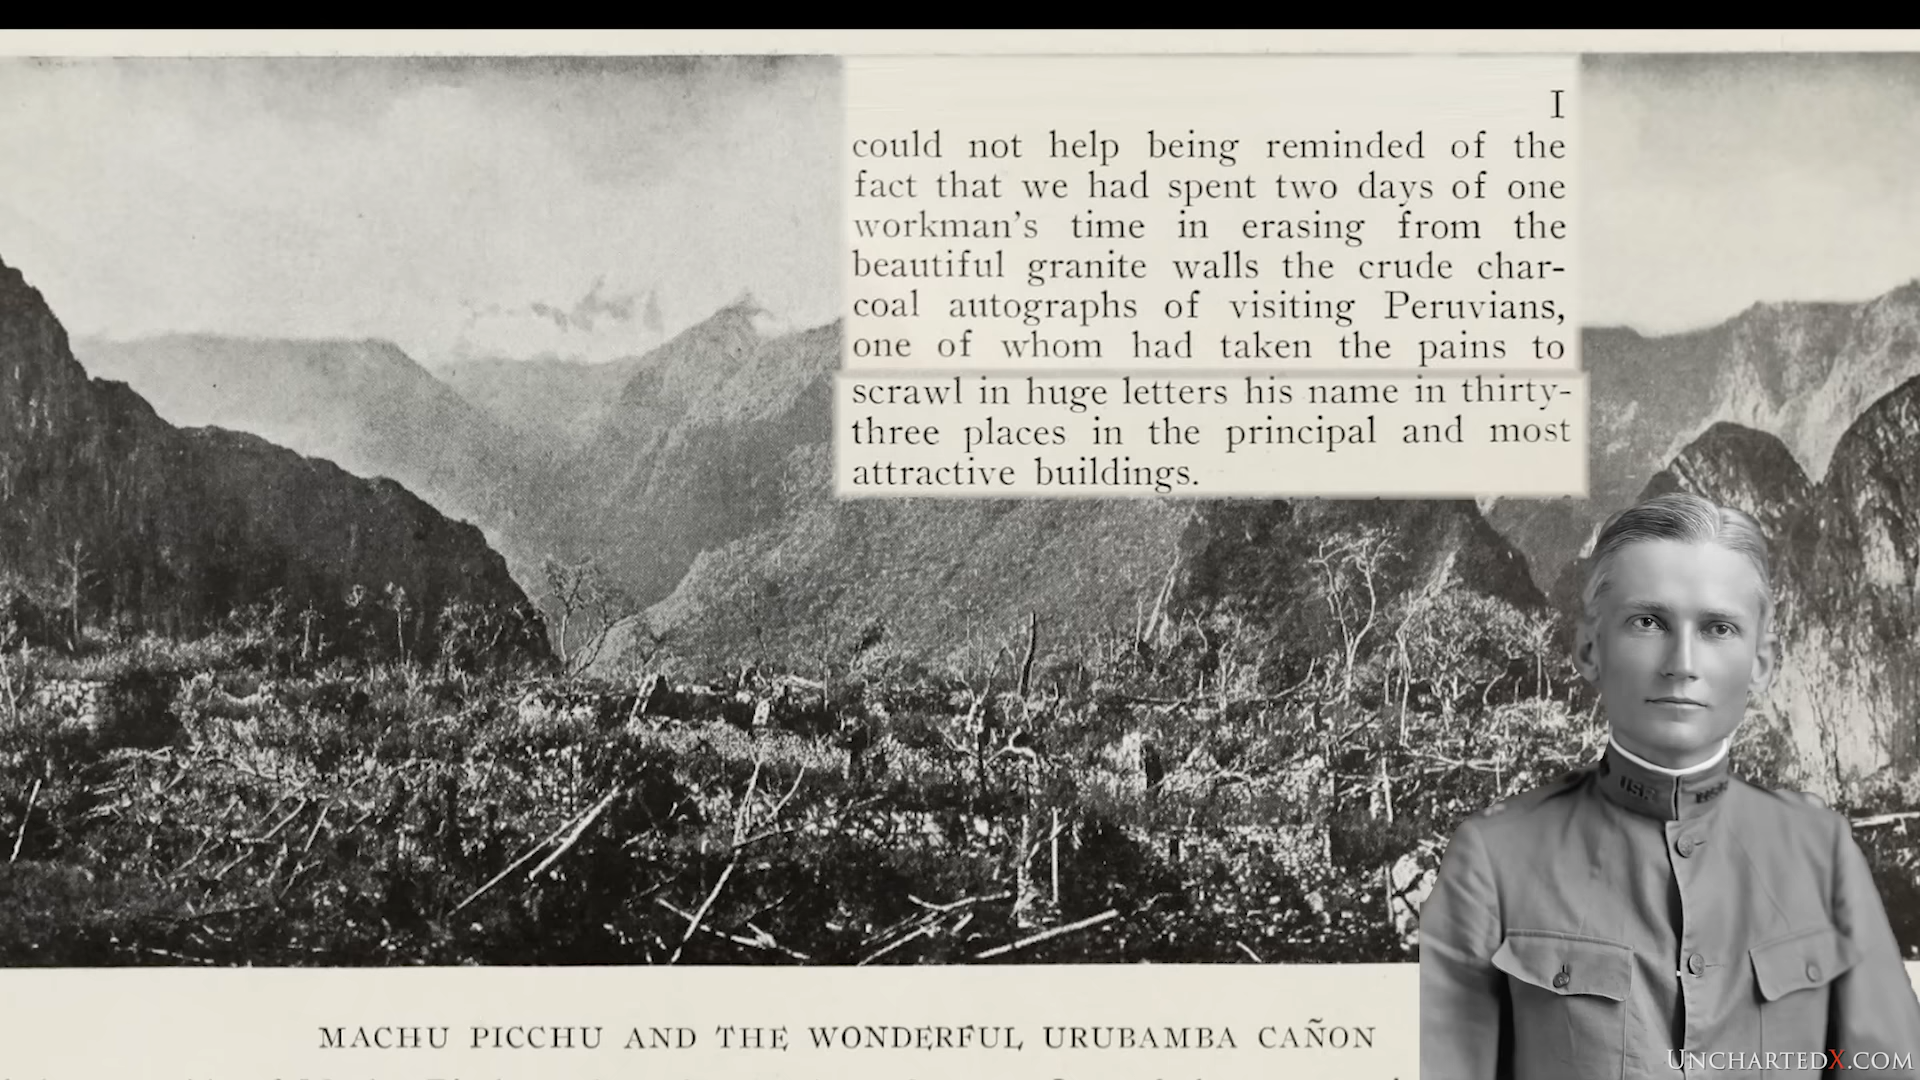 I
could not help being reminded of the
fact that we had spent two days of one
workman's time in erasing from the
beautiful granite walls the crude char-
coal autographs of visiting Peruvians,
one of whom had taken the pains to
scrawl in huge letters his name in thirty-
three places in the principal and most
attractive buildings.
MACHU PICCHU AND THE WONDERFUL URUBAMBA CAÑON
UNCHARTEDX.COM